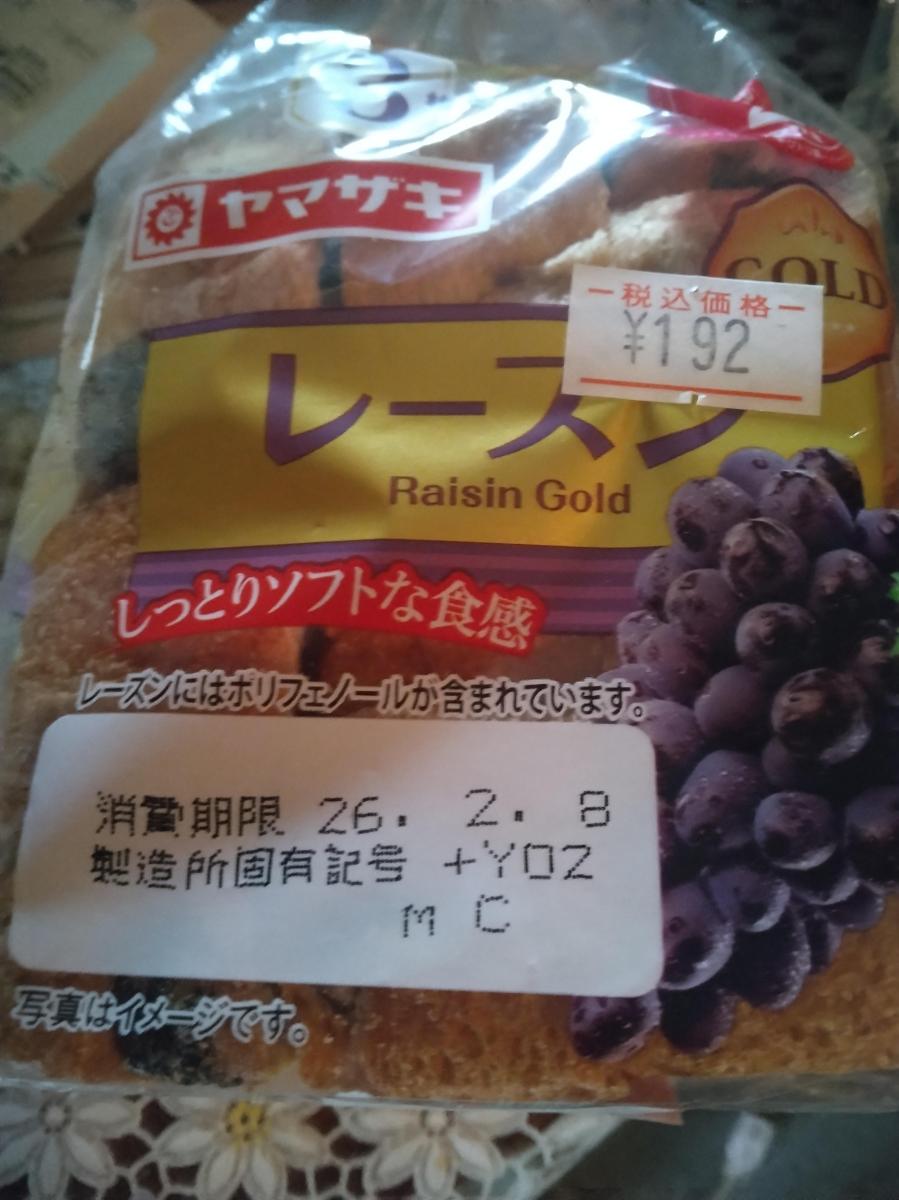 ヤマザキ
GOLD
税込価格
¥192
レーズン
Raisin Gold
しっとりソフトな食感
レーズンにはポリフェノールが含まれています。
消費期限 26. 2. 8
製造所固有記号 +Y02
m C
写真はイメージです。